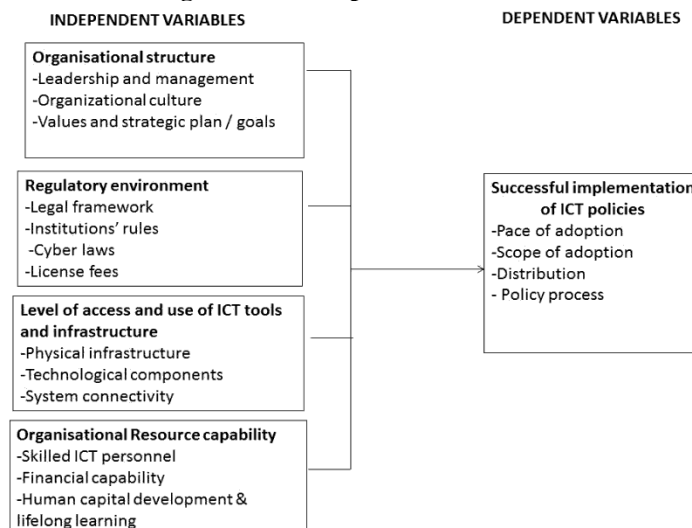 INDEPENDENT VARIABLES
DEPENDENT VARIABLES
Organisational structure
-Leadership and management
-Organizational culture
-Values and strategic plan / goals
Regulatory environment
-Legal framework
-Institutions' rules
-Cyber laws
-License fees
Level of access and use of ICT tools
and infrastructure
-Physical infrastructure
-Technological components
-System connectivity
Organisational Resource capability
-Skilled ICT personnel
-Financial capability
-Human capital development &
lifelong learning
Successful implementation
of ICT policies
-Pace of adoption
-Scope of adoption
-Distribution
- Policy process